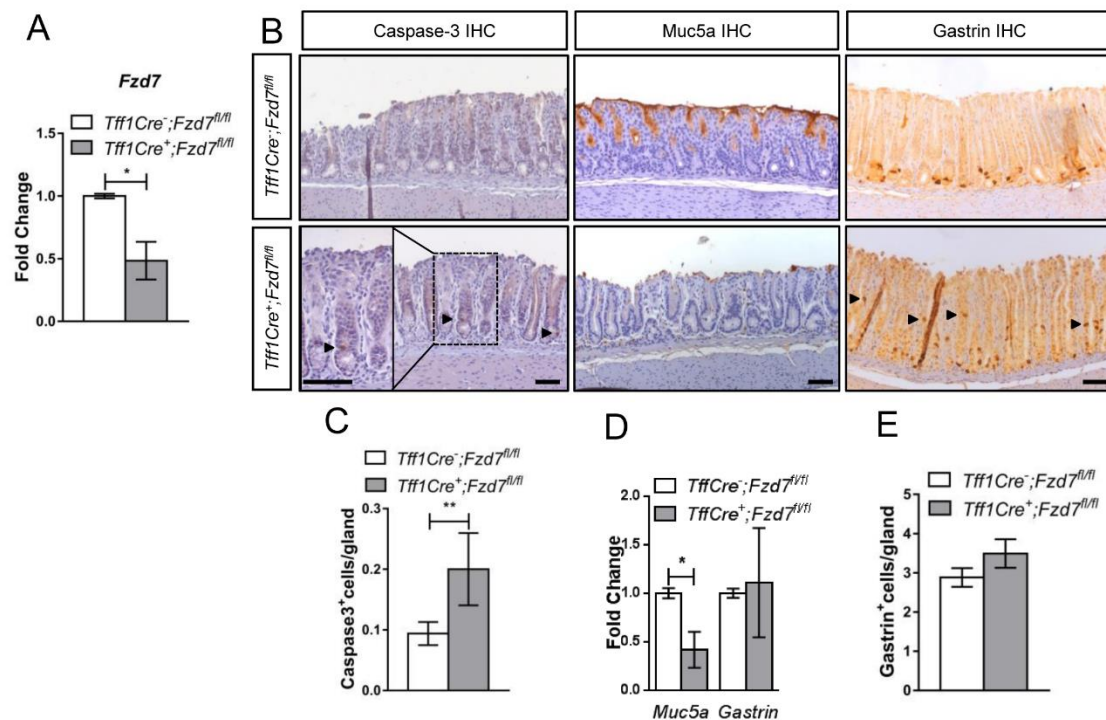 A
Fzd7
Tff1Cre-;Fzd7fl/fl
Tff1Cre+;Fzd7fl/fl
*
Fold Change
1.5
1.0
0.5
0.0
B
Caspase-3 IHC
Muc5a IHC
Gastrin IHC
Tff1Cre-;Fzd7fl/fl
Tff1Cre+;Fzd7fl/fl
C
Tff1Cre-;Fzd7fl/fl
Tff1Cre+;Fzd7fl/fl
**
Caspase3+cells/gland
0.3
0.2
0.1
0.0
D
TffCre-;Fzd7fl/fl
TffCre+;Fzd7fl/fl
*
Fold Change
2.0
1.5
1.0
0.5
0.0
Muc5a Gastrin
E
Tff1Cre-;Fzd7fl/fl
Tff1Cre+;Fzd7fl/fl
Gastrin+cells/gland
5
4
3
2
1
0